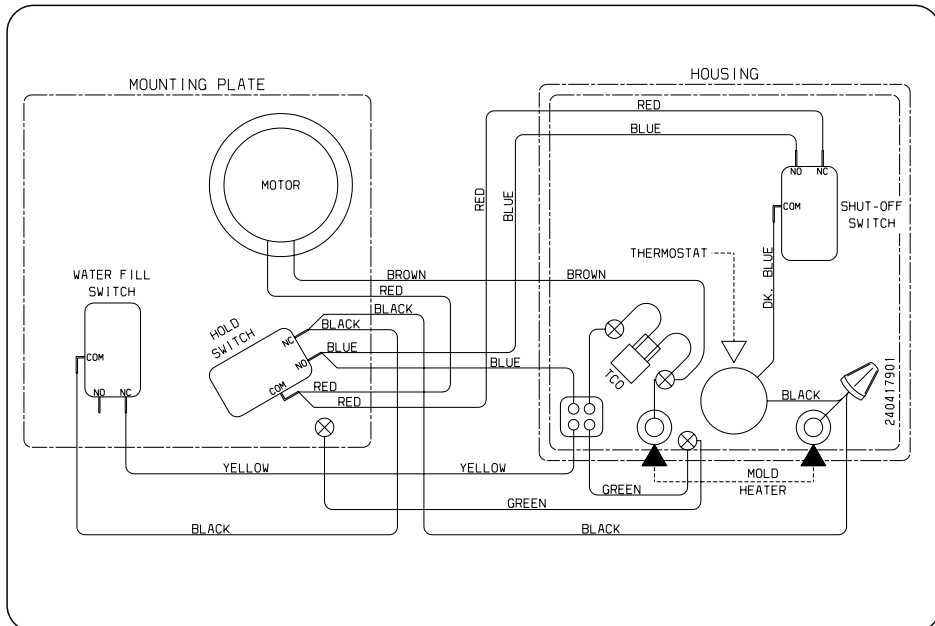 HOUSING
MOUNTING PLATE
RED
BLUE
MOTOR
NO
NC
COM
SHUT-OFF
SWITCH
RED
BLUE
THERMOSTAT
DK. BLUE
WATER FILL
SWITCH
BROWN
BROWN
RED
BLACK
BLACK
HOLD
SWITCH
NC
NO
COM
BLUE
BLUE
COM
NO
NC
TCO
RED
RED
BLACK
240417901
YELLOW
YELLOW
MOLD
HEATER
GREEN
GREEN
BLACK
BLACK